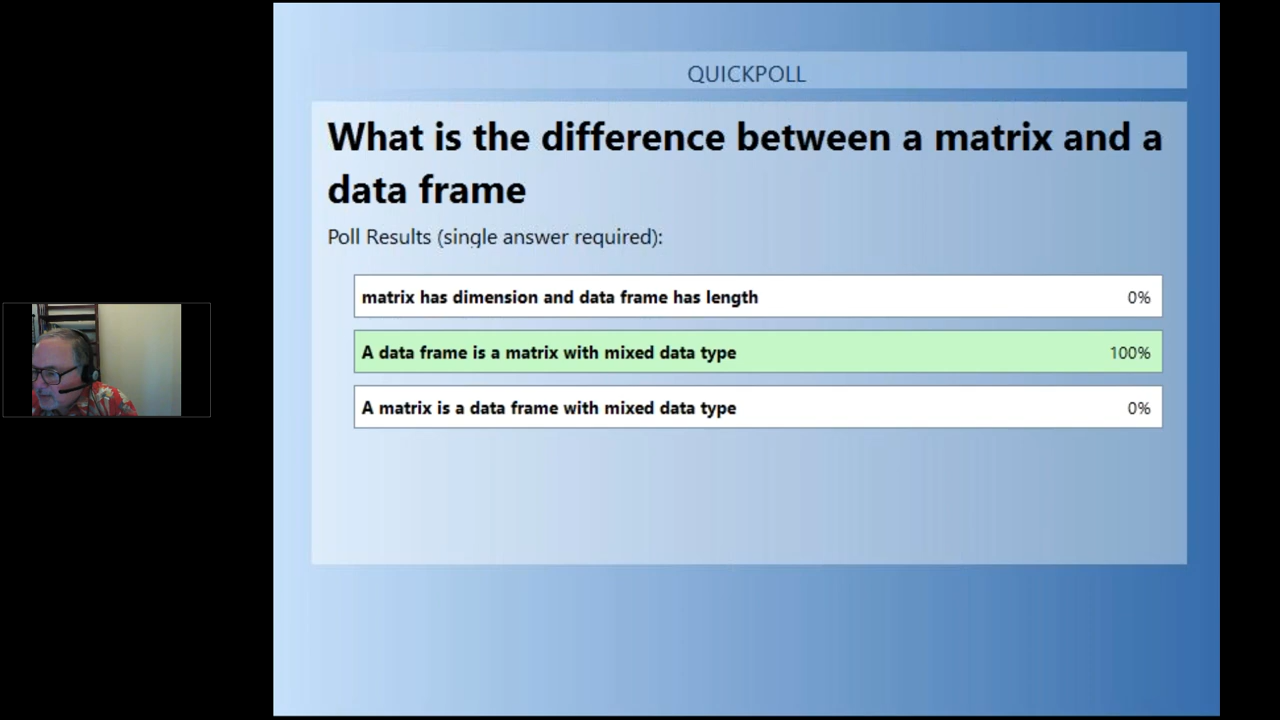 QUICKPOLL
What is the difference between a matrix and a
data frame
Poll Results (single answer required):
matrix has dimension and data frame has length 0%
A data frame is a matrix with mixed data type 100%
A matrix is a data frame with mixed data type 0%